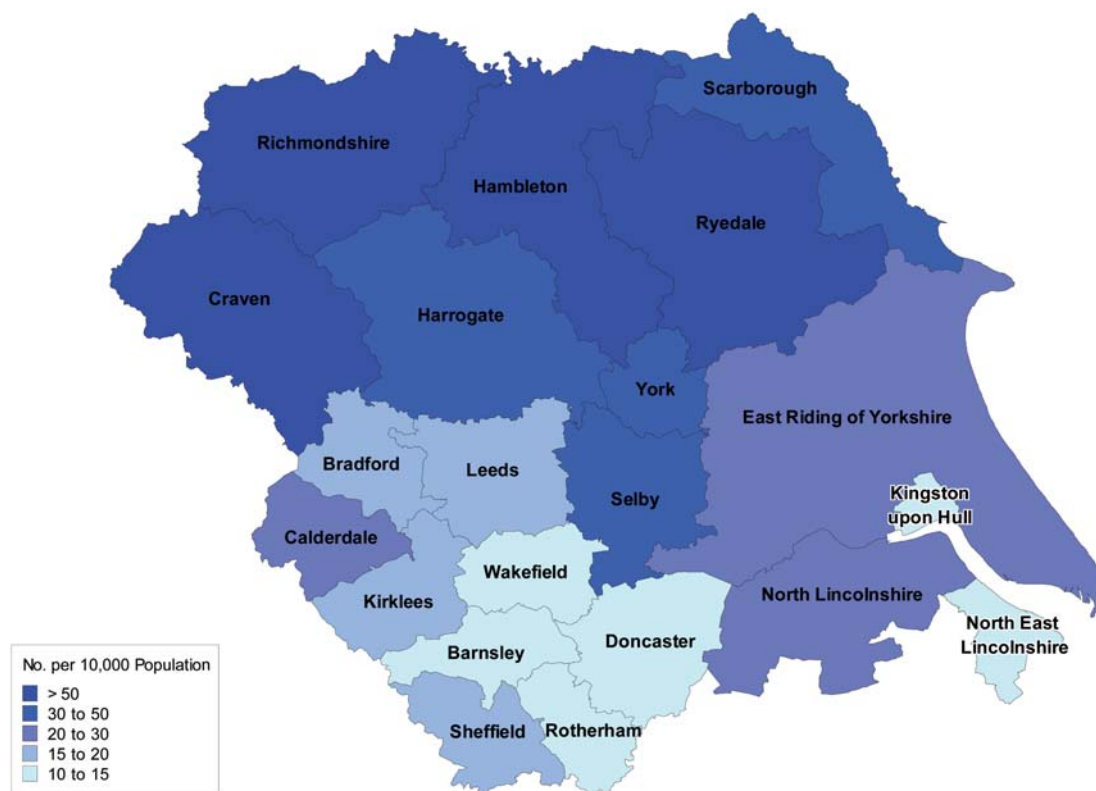 Scarborough
Richmondshire
Hambleton
Ryedale
Craven
Harrogate
York
East Riding of Yorkshire
Bradford
Leeds
Selby
Kingston
upon Hull
Calderdale
Wakefield
Kirklees
North Lincolnshire
Barnsley
Doncaster
North East
Lincolnshire
Sheffield
Rotherham
No. per 10,000 Population
> 50
30 to 50
20 to 30
15 to 20
10 to 15